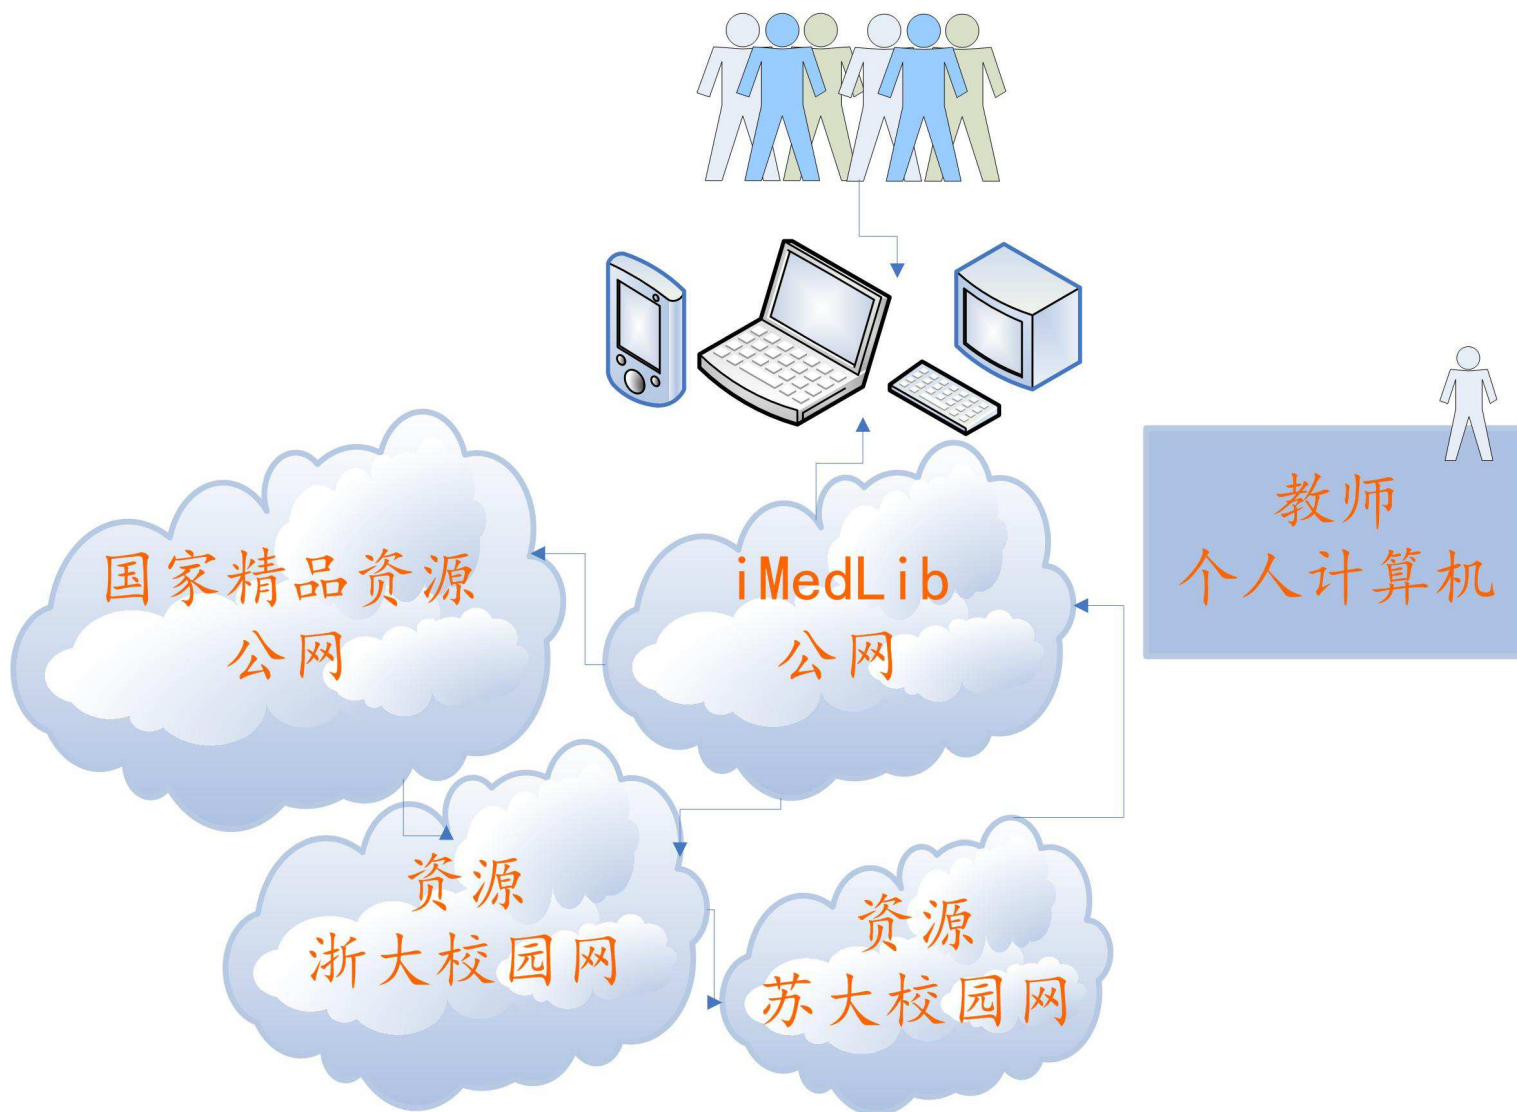 教师
个人计算机
国家精品资源
公网
iMedLib
公网
资源
浙大校园网
资源
苏大校园网